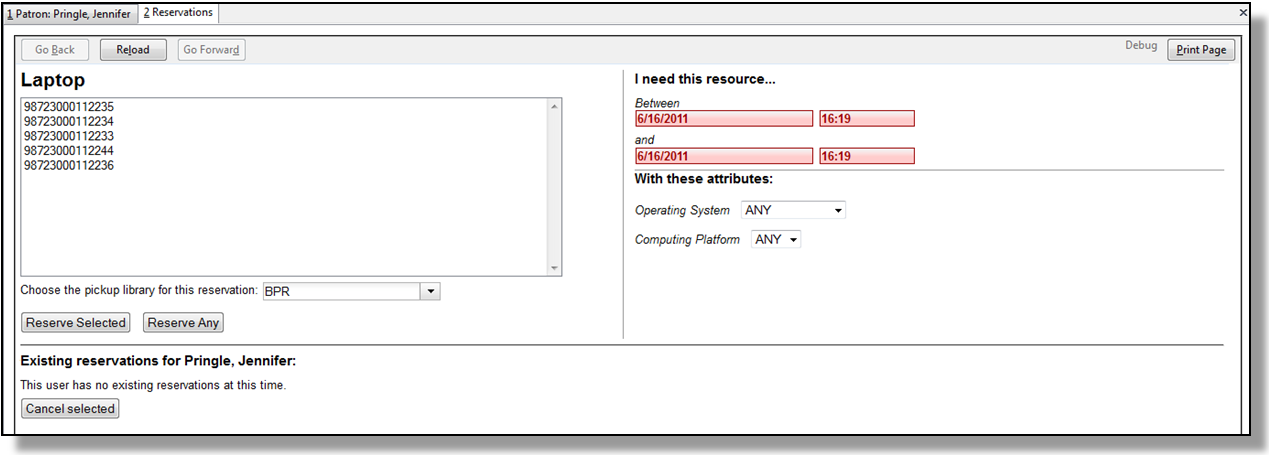 1 Patron: Pringle, Jennifer
2 Reservations
Go Back
Reload
Go Forward
Debug
Print Page
Laptop
98723000112235
98723000112234
98723000112233
98723000112244
98723000112236
Choose the pickup library for this reservation: BPR
Reserve Selected
Reserve Any
I need this resource...
Between
6/16/2011 16:19
and
6/16/2011 16:19
With these attributes:
Operating System ANY
Computing Platform ANY
Existing reservations for Pringle, Jennifer:
This user has no existing reservations at this time.
Cancel selected